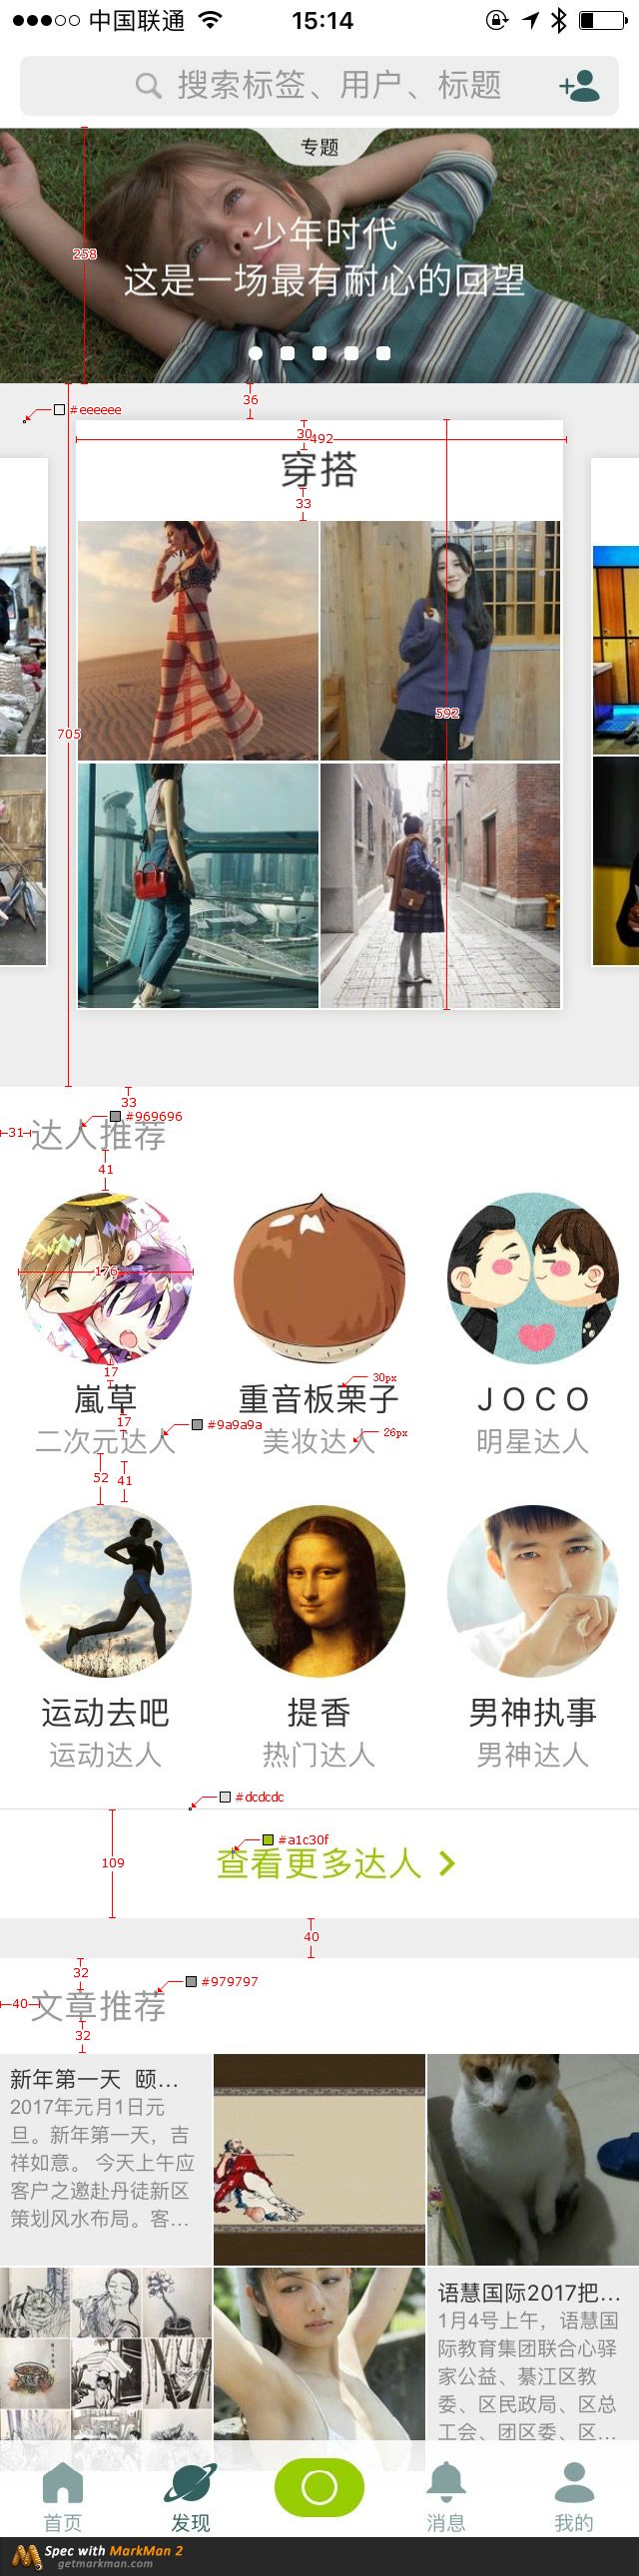 中国联通 15:14
搜索标签、用户、标题
专题
258
少年时代
这是一场最有耐心的回望
#eeeeee
36
30
492
穿搭
33
705
592
33
#969696
31
达人推荐
41
176
17
30px
嵐草 重音板栗子 JOCO
17
#9a9a9a
26px
二次元达人 美妆达人 明星达人
52
41
运动去吧 提香 男神执事
运动达人 热门达人 男神达人
#dcdcdc
#a1c30f
109
查看更多达人
40
32
#979797
40
文章推荐
32
新年第一天 颐...
2017年元月1日元
旦。新年第一天，吉
祥如意。 今天上午应
客户之邀赴丹徒新区
策划风水布局。客...
语慧国际2017把...
1月4号上午，语慧国
际教育集团联合心驿
家公益、綦江区教
委、区民政局、区总
工会、团区委、区...
首页 发现 消息 我的
Spec with MarkMan 2
getmarkman.com